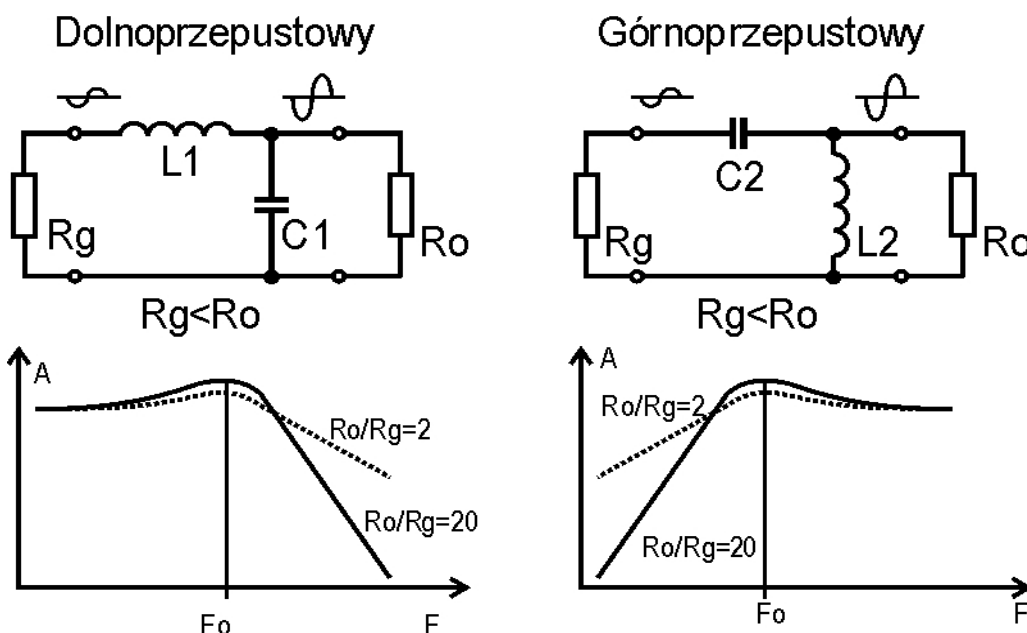 Dolnoprzepustowy
L1
C1
Rg
Ro
Rg<Ro
A
Ro/Rg=2
Ro/Rg=20
Fo
F
Górnoprzepustowy
C2
L2
Rg
Ro
Rg<Ro
A
Ro/Rg=2
Ro/Rg=20
Fo
F